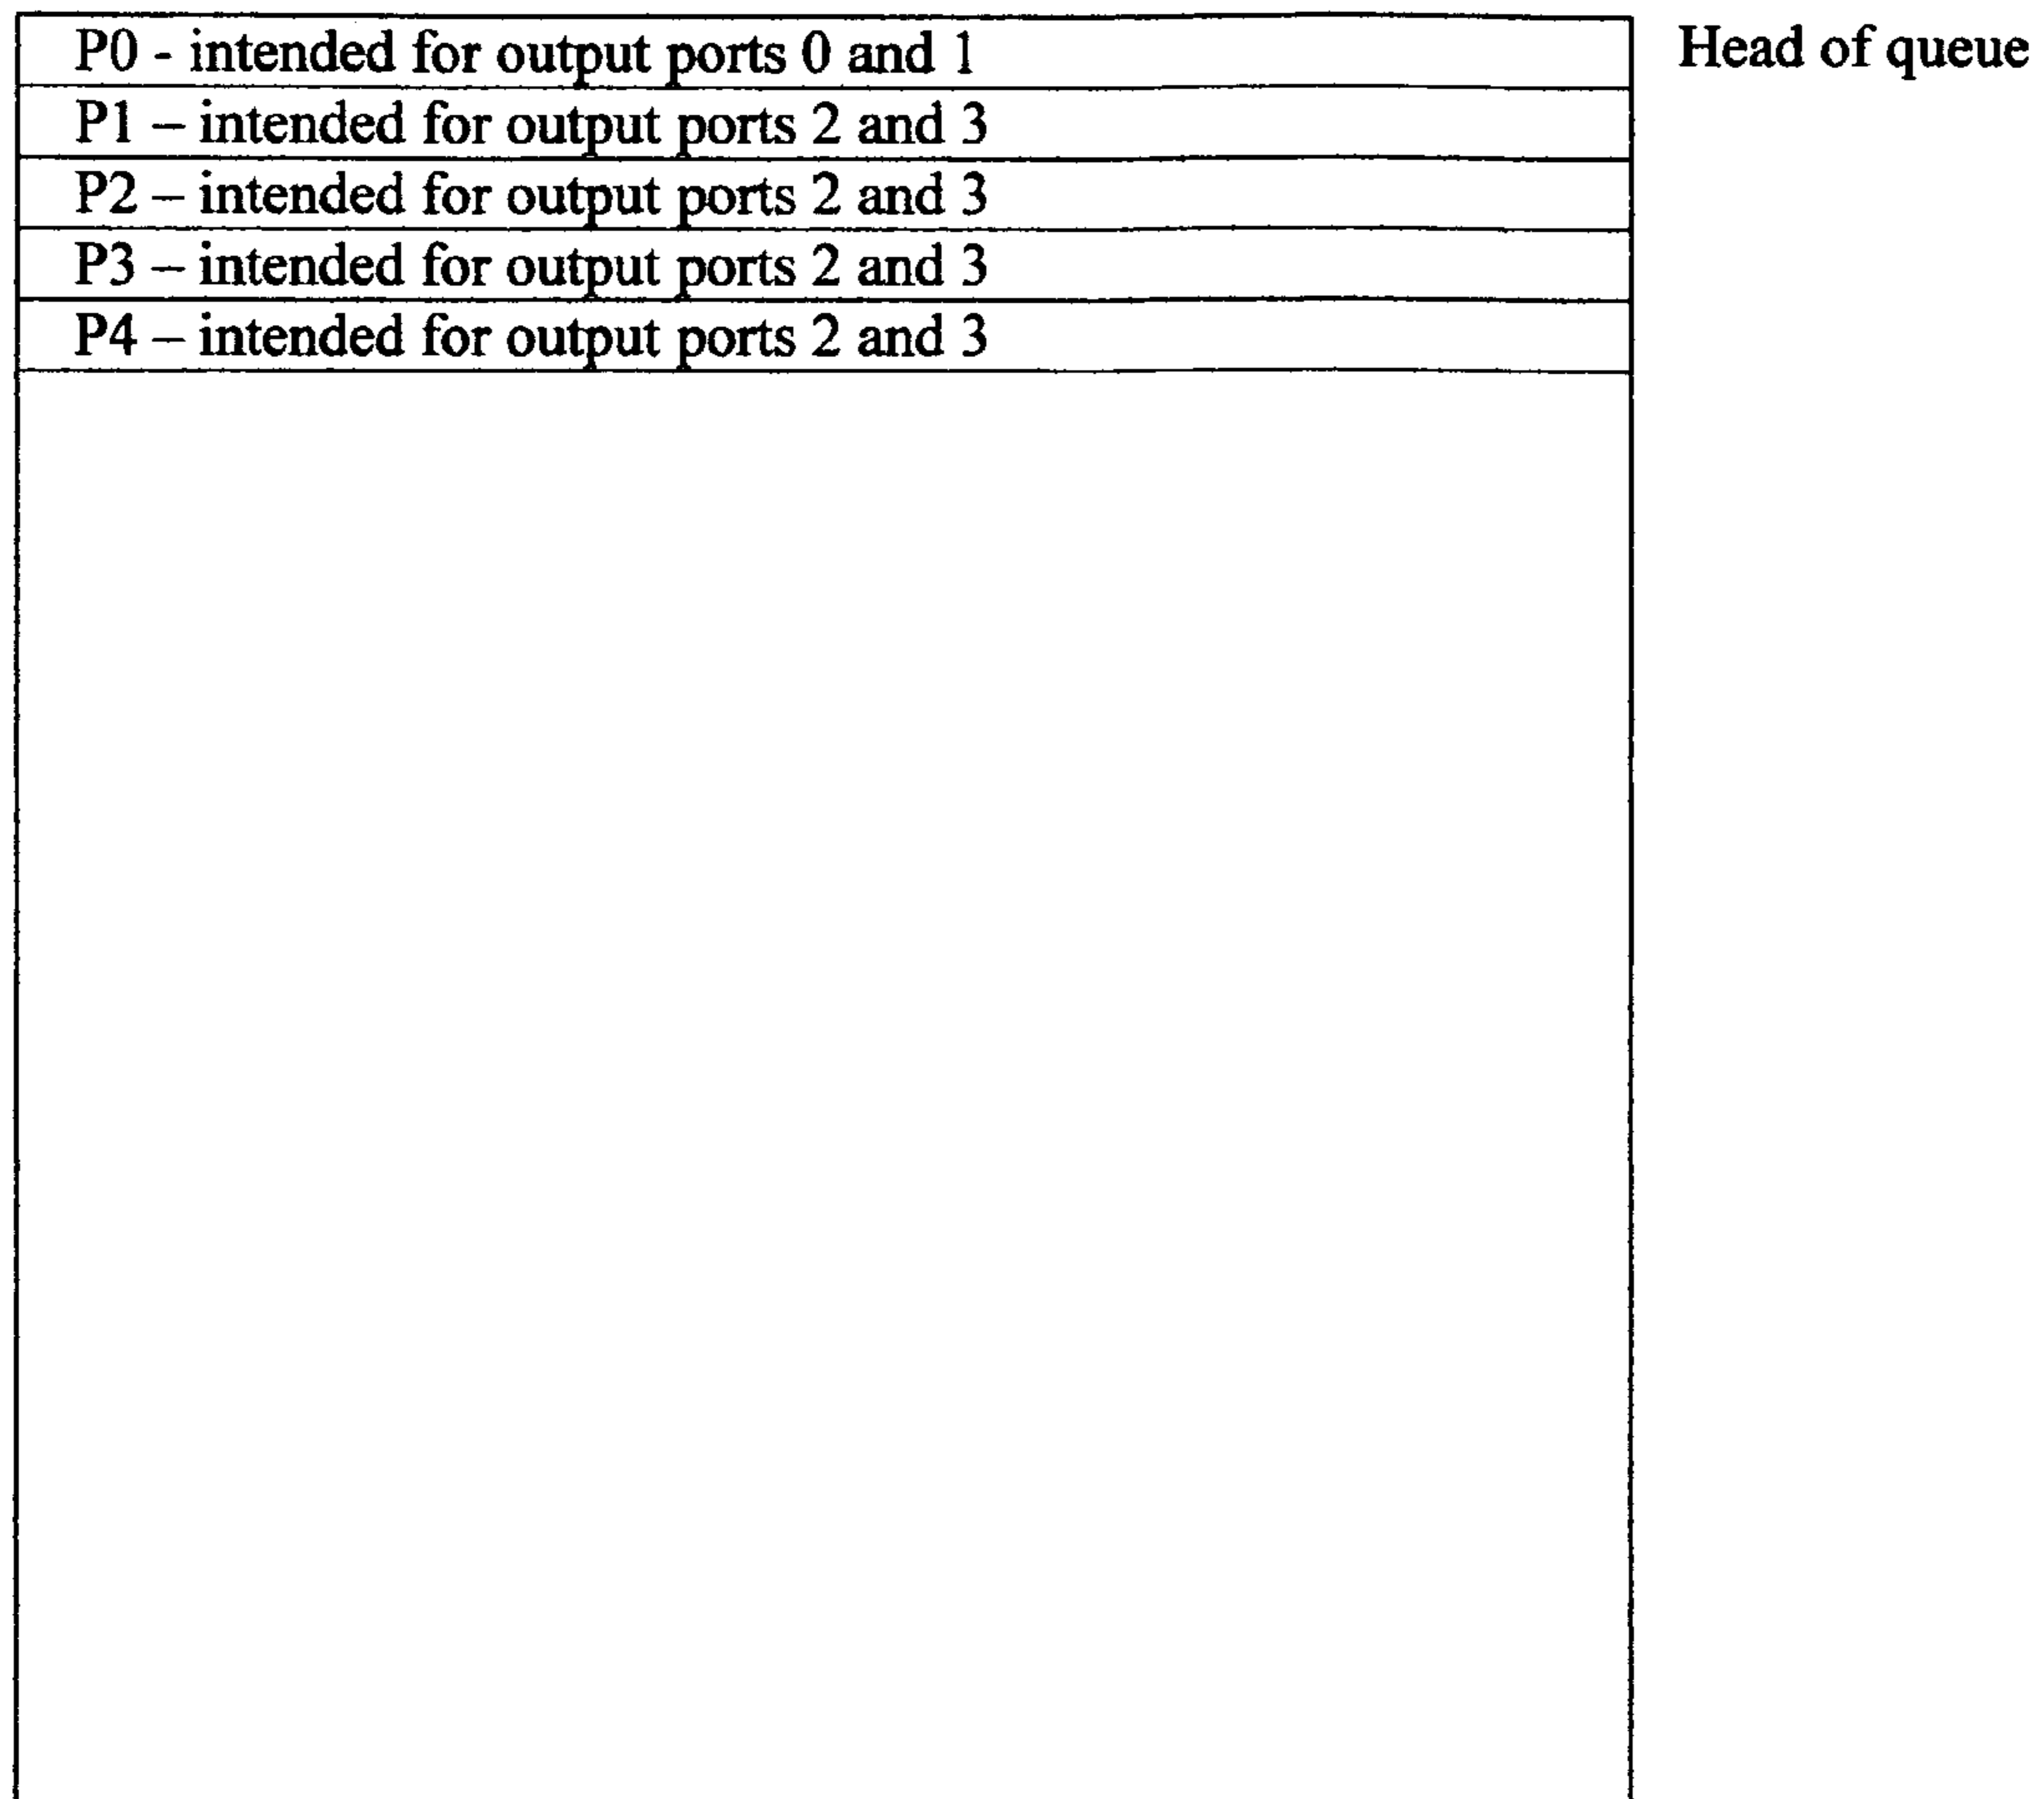 P0 - intended for output ports 0 and 1 Head of queue
P1 – intended for output ports 2 and 3
P2 – intended for output ports 2 and 3
P3 – intended for output ports 2 and 3
P4 – intended for output ports 2 and 3